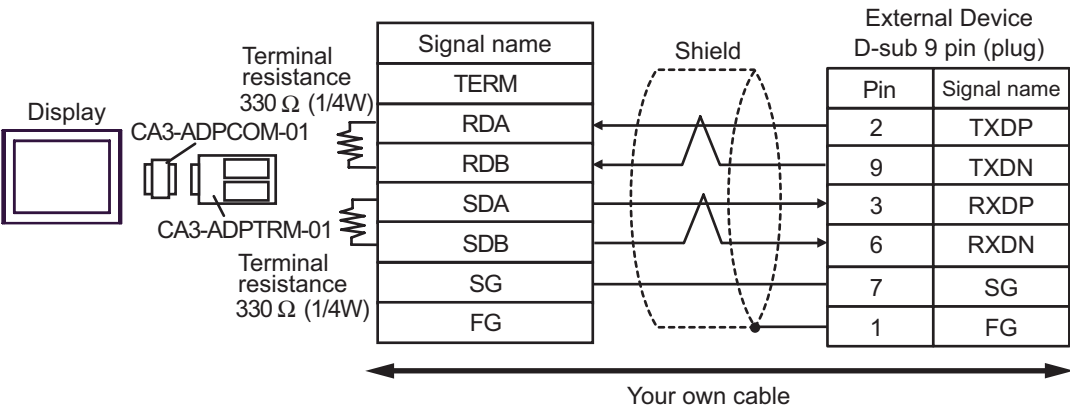 External Device
D-sub 9 pin (plug)
Shield
Terminal
resistance
330 Ω (1/4W)
Display
CA3-ADPCOM-01
CA3-ADPTRM-01
Terminal
resistance
330 Ω (1/4W)
Signal name
TERM
RDA
RDB
SDA
SDB
SG
FG
Pin Signal name
2 TXDP
9 TXDN
3 RXDP
6 RXDN
7 SG
1 FG
Your own cable